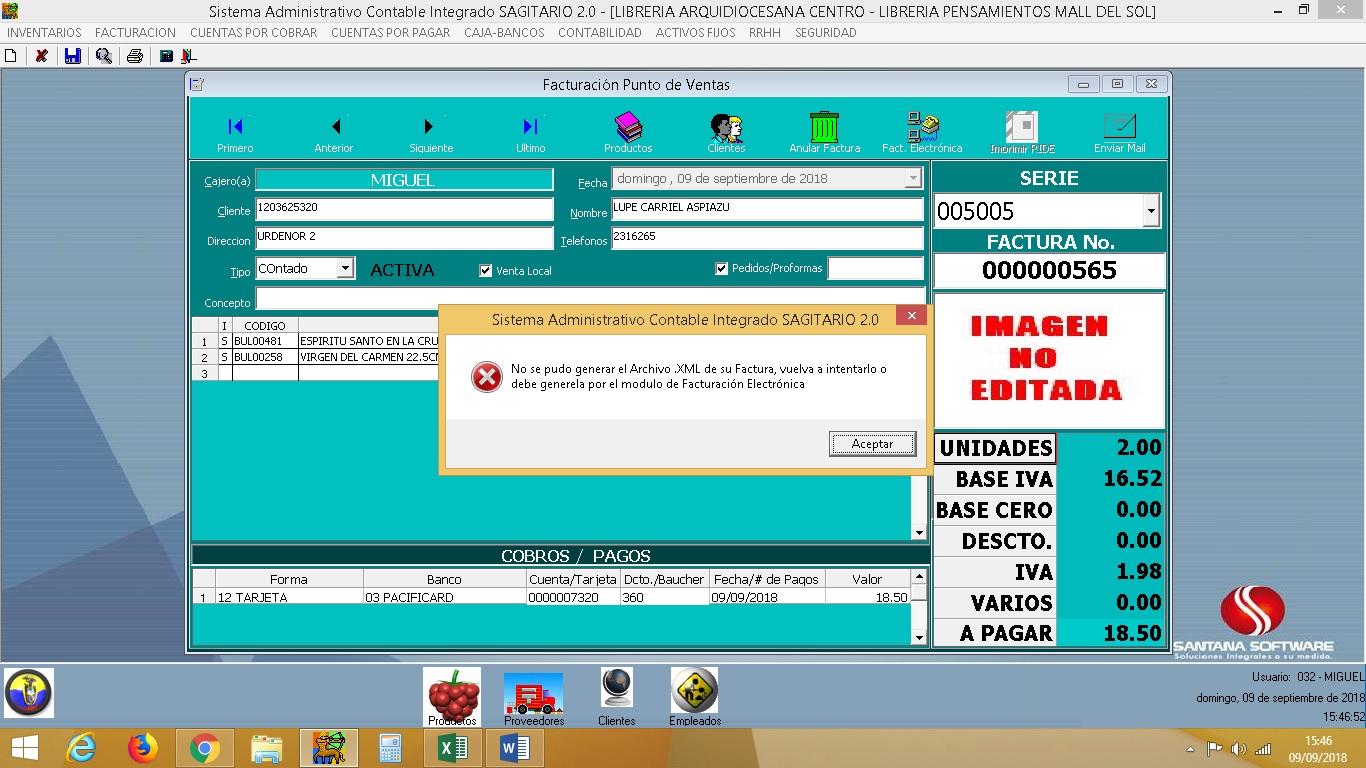 Sistema Administrativo Contable Integrado SAGITARIO 2.0 - [LIBRERIA ARQUIDIOCESANA CENTRO - LIBRERIA PENSAMIENTOS MALL DEL SOL]
INVENTARIOS FACTURACION CUENTAS POR COBRAR CUENTAS POR PAGAR CAJA-BANCOS CONTABILIDAD ACTIVOS FIJOS RRHH SEGURIDAD
Facturación Punto de Ventas
Primero Anterior Siquiente Ultimo Productos Clientes Anular Factura Fact. Electrónica Imprimir RIDE Enviar Mail
Cajero(a) MIGUEL Fecha domingo , 09 de septiembre de 2018
Cliente 1203625320 Nombre LUPE CARRIEL ASPIAZU
Direccion URDENOR 2 Telefonos 2316265
Tipo COntado ACTIVA Venta Local Pedidos/Proformas
Concepto
SERIE
005005
FACTURA No.
000000565
IMAGEN
NO
EDITADA
I CODIGO
1 S BUL00481 ESPIRITU SANTO EN LA CRU
2 S BUL00258 VIRGEN DEL CARMEN 22.5CM
3
Sistema Administrativo Contable Integrado SAGITARIO 2.0
No se pudo generar el Archivo .XML de su Factura, vuelva a intentarlo o
debe generela por el modulo de Facturación Electrónica
Aceptar
UNIDADES 2.00
BASE IVA 16.52
BASE CERO 0.00
DESCTO. 0.00
IVA 1.98
VARIOS 0.00
A PAGAR 18.50
COBROS / PAGOS
Forma Banco Cuenta/Tarjeta Dcto./Baucher Fecha/# de Pagos Valor
1 12 TARJETA 03 PACIFICARD 0000007320 360 09/09/2018 18.50
SANTANA SOFTWARE
Soluciones Integrales a su medida.
Productos Proveedores Clientes Empleados
Usuario: 032 - MIGUEL
domingo, 09 de septiembre de 2018
15:46:52
15:46
09/09/2018